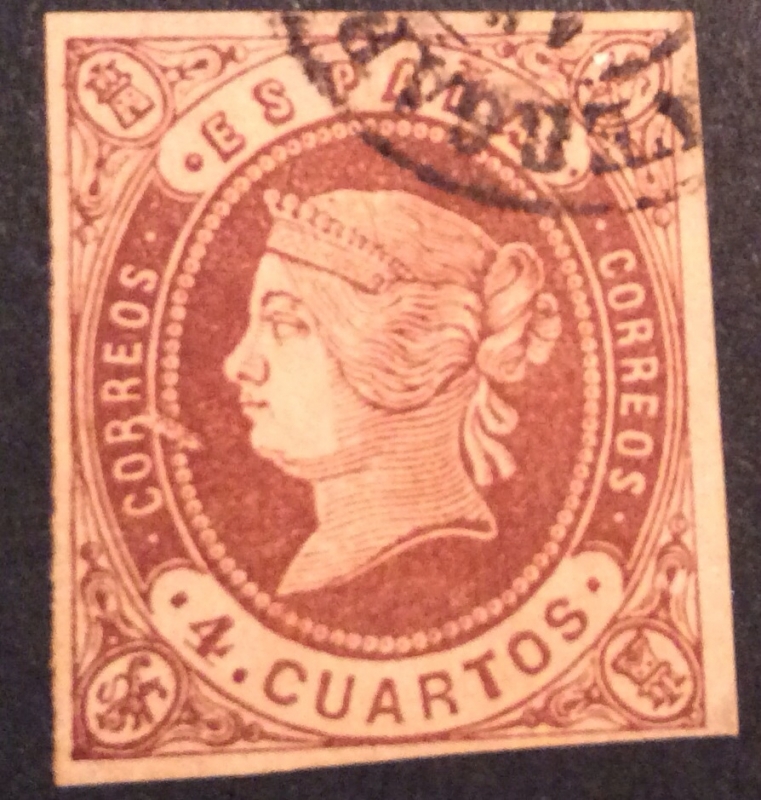 · ESPAÑA ·
· CORREOS ·
· CORREOS ·
· 4. CUARTOS ·